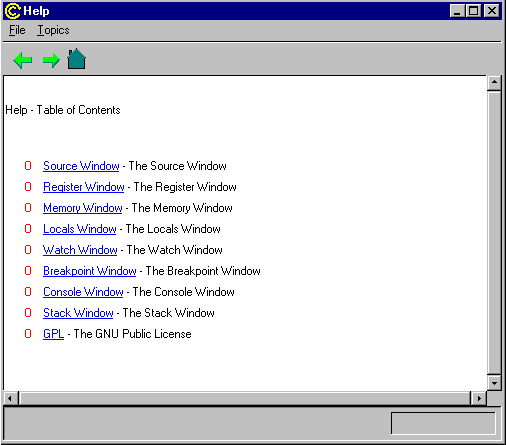 Help
File Topics
Help - Table of Contents
0 Source Window - The Source Window
0 Register Window - The Register Window
0 Memory Window - The Memory Window
0 Locals Window - The Locals Window
0 Watch Window - The Watch Window
0 Breakpoint Window - The Breakpoint Window
0 Console Window - The Console Window
0 Stack Window - The Stack Window
0 GPL - The GNU Public License